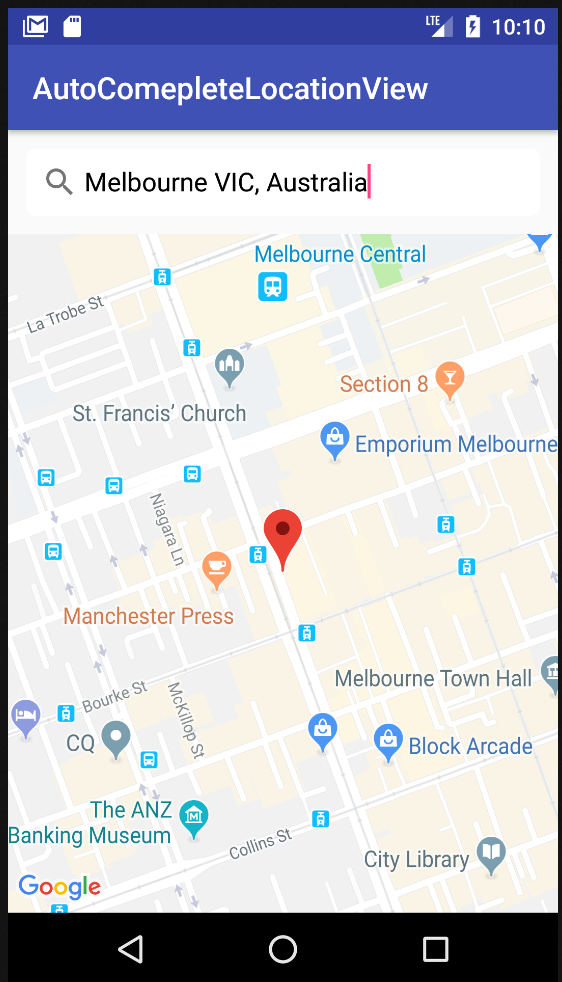 LTE 10:10
AutoComepleteLocationView
Melbourne VIC, Australia
Melbourne Central
La Trobe St
Section 8
St. Francis' Church
Emporium Melbourne
Niagara Ln
Manchester Press
Melbourne Town Hall
Bourke St
McKillop St
CQ
Block Arcade
The ANZ
Banking Museum
Collins St
City Library
Google